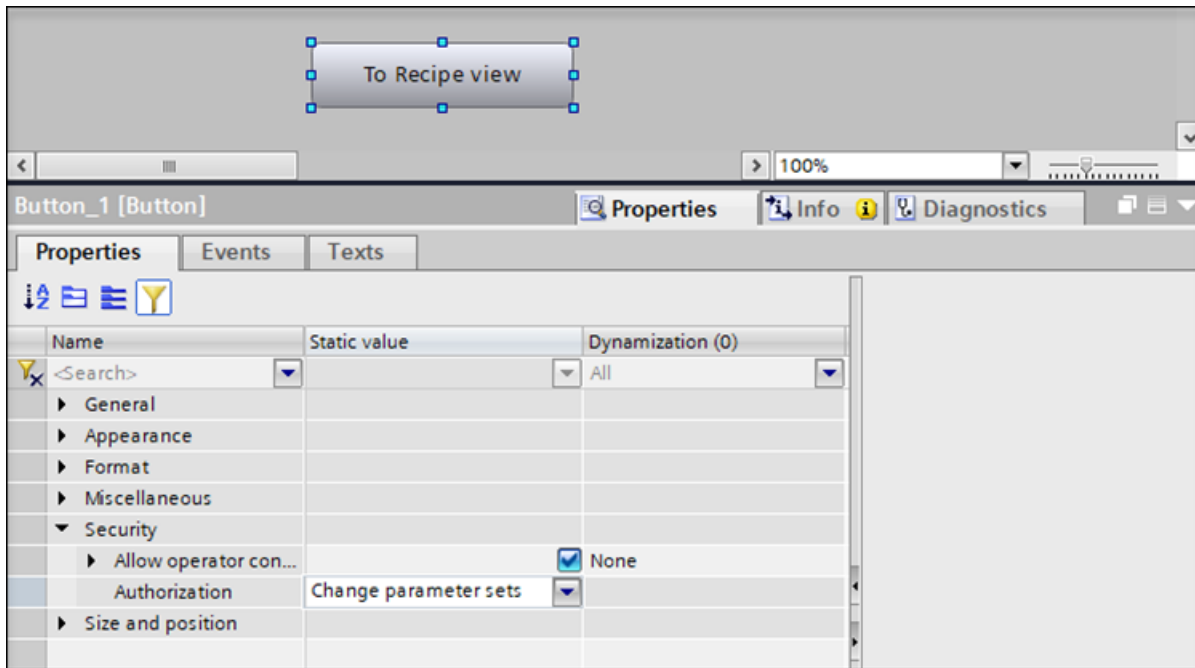 To Recipe view
100%
Button_1 [Button]
Properties
Info
Diagnostics
Properties
Events
Texts
Name
Static value
Dynamization (0)
<Search>
All
General
Appearance
Format
Miscellaneous
Security
Allow operator con...
None
Authorization
Change parameter sets
Size and position